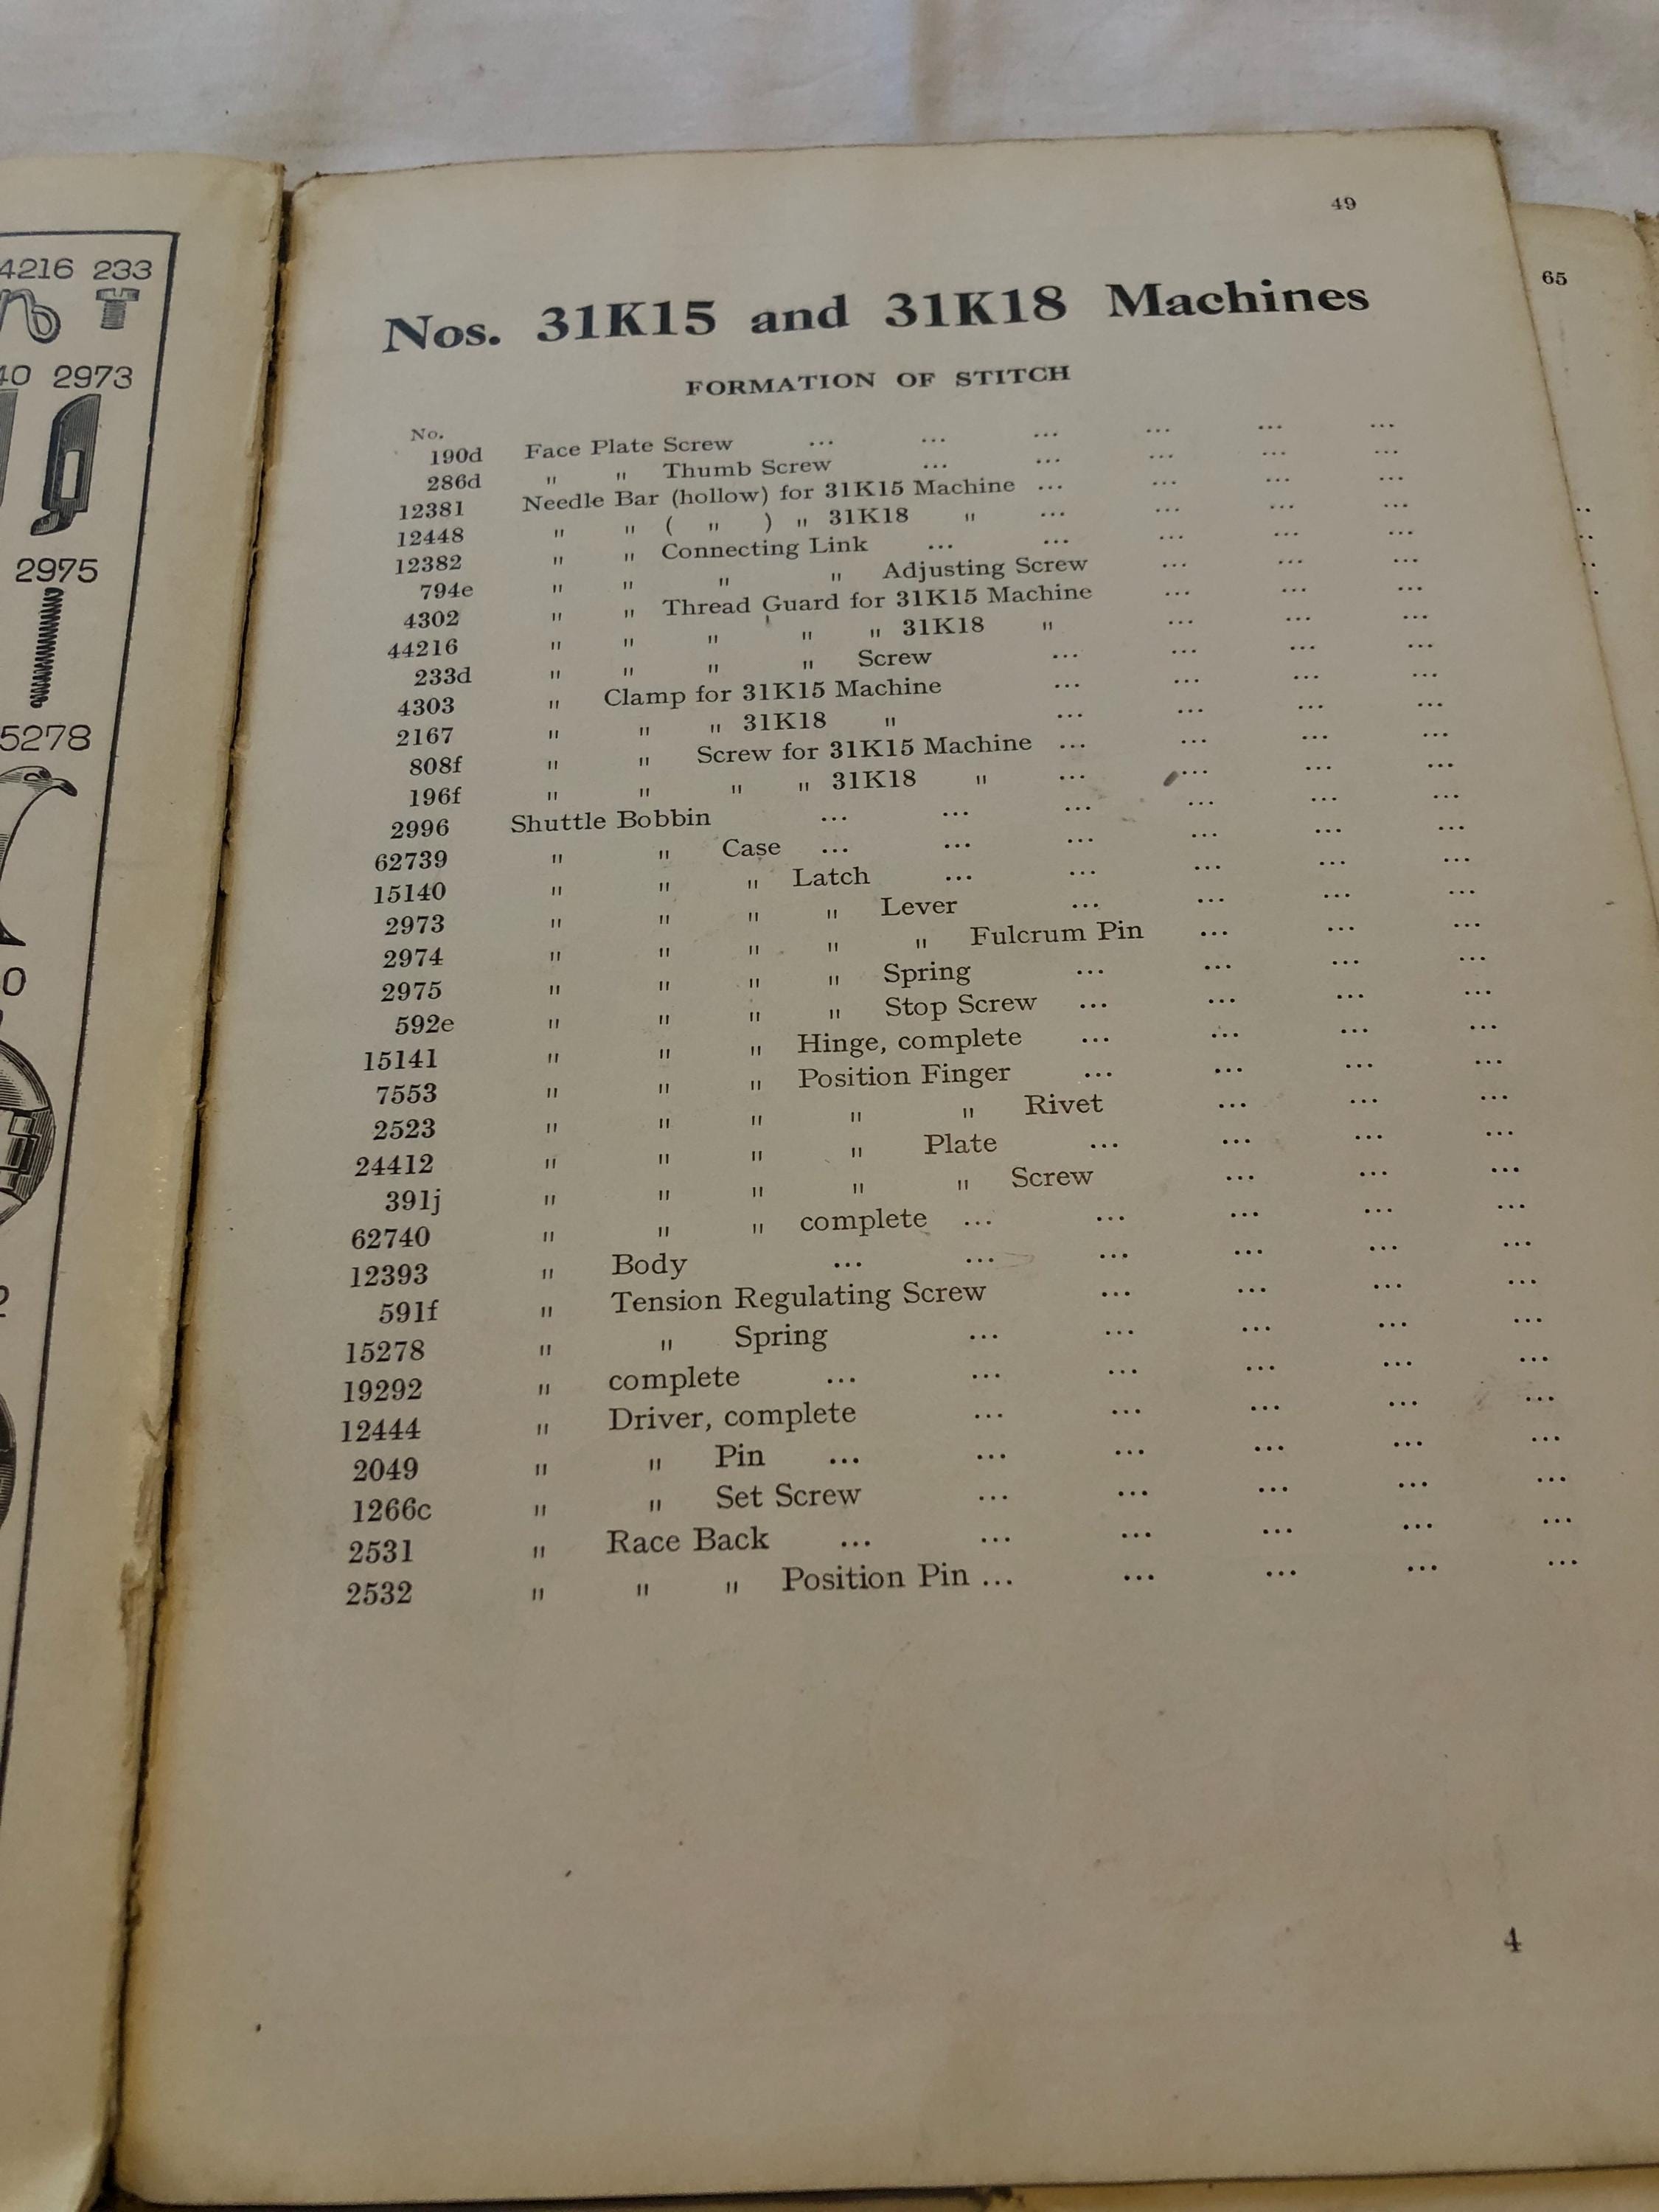 4216 233
2973
2975
5278
49
65
Nos. 31K15 and 31K18 Machines
FORMATION OF STITCH
No.
190d Face Plate Screw ... ... ... ... ... ...
286d " " Thumb Screw ... ... ... ... ...
12381 Needle Bar (hollow) for 31K15 Machine ... ... ... ...
12448 " " ( " ) " 31K18 " ... ... ... ...
12382 " " Connecting Link ... ... ... ... ...
794e " " " " Adjusting Screw ... ... ...
4302 " " Thread Guard for 31K15 Machine ... ... ...
44216 " " " " " 31K18 " ... ... ...
233d " " " " Screw ... ... ... ...
4303 " Clamp for 31K15 Machine ... ... ... ...
2167 " " " 31K18 " ... ... ... ...
808f " " Screw for 31K15 Machine ... ... ... ...
196f " " " " 31K18 " ... ... ... ...
2996 Shuttle Bobbin ... ... ... ... ... ...
62739 " " Case ... ... ... ... ... ...
15140 " " " Latch ... ... ... ... ...
2973 " " " " Lever ... ... ... ...
2974 " " " " " Fulcrum Pin ... ... ...
2975 " " " " Spring ... ... ... ...
592e " " " " Stop Screw ... ... ... ...
15141 " " " Hinge, complete ... ... ... ...
7553 " " " Position Finger ... ... ... ...
2523 " " " " " Rivet ... ... ...
24412 " " " " Plate ... ... ... ...
391j " " " " " Screw ... ... ...
62740 " " " complete ... ... ... ... ...
12393 " Body ... ... ... ... ... ...
591f " Tension Regulating Screw ... ... ... ...
15278 " " Spring ... ... ... ... ...
19292 " complete ... ... ... ... ... ...
12444 " Driver, complete ... ... ... ... ...
2049 " " Pin ... ... ... ... ... ...
1266c " " Set Screw ... ... ... ... ...
2531 " Race Back ... ... ... ... ... ...
2532 " " " Position Pin ... ... ... ... ...
4